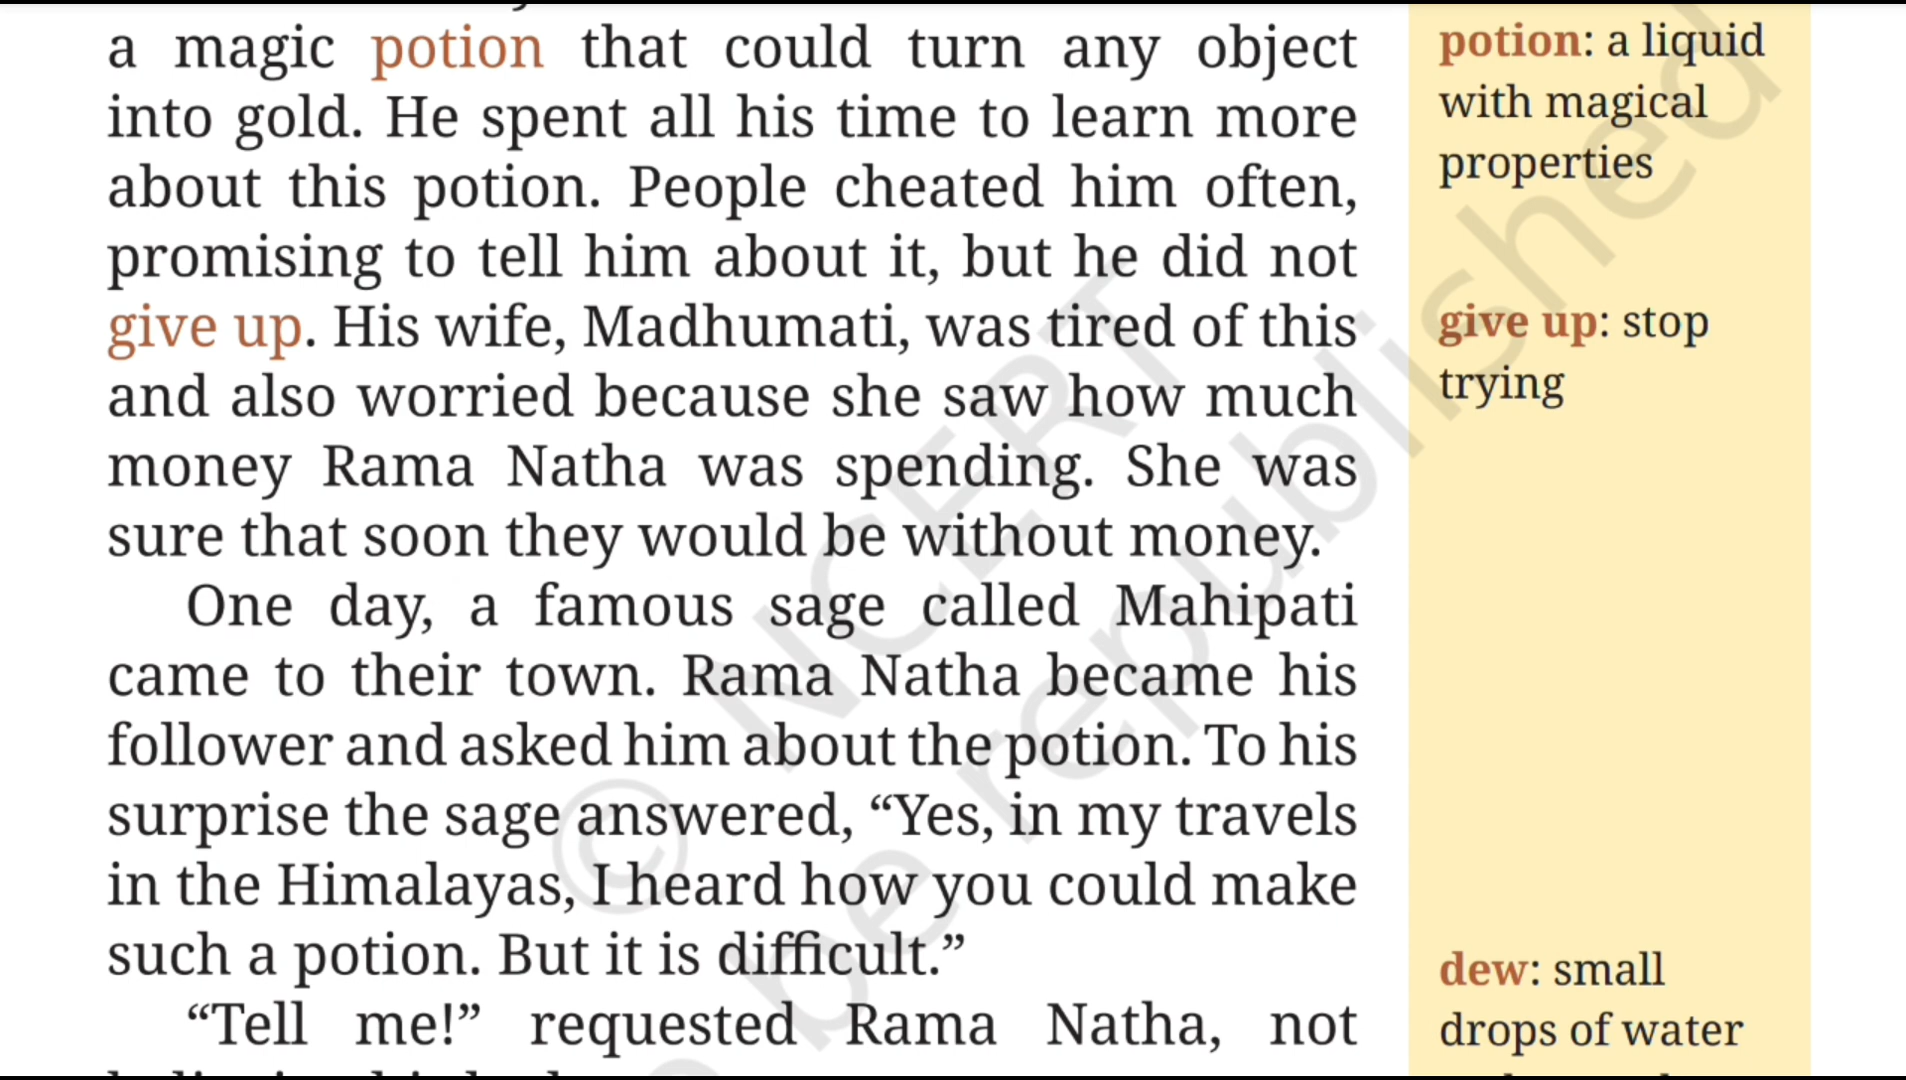 a magic potion that could turn any object
into gold. He spent all his time to learn more
about this potion. People cheated him often,
promising to tell him about it, but he did not
give up. His wife, Madhumati, was tired of this
and also worried because she saw how much
money Rama Natha was spending. She was
sure that soon they would be without money.
One day, a famous sage called Mahipati
came to their town. Rama Natha became his
follower and asked him about the potion. To his
surprise the sage answered, “Yes, in my travels
in the Himalayas, I heard how you could make
such a potion. But it is difficult.”
“Tell me!” requested Rama Natha, not
potion: a liquid
with magical
properties
give up: stop
trying
dew: small
drops of water
© NCERT
be republished